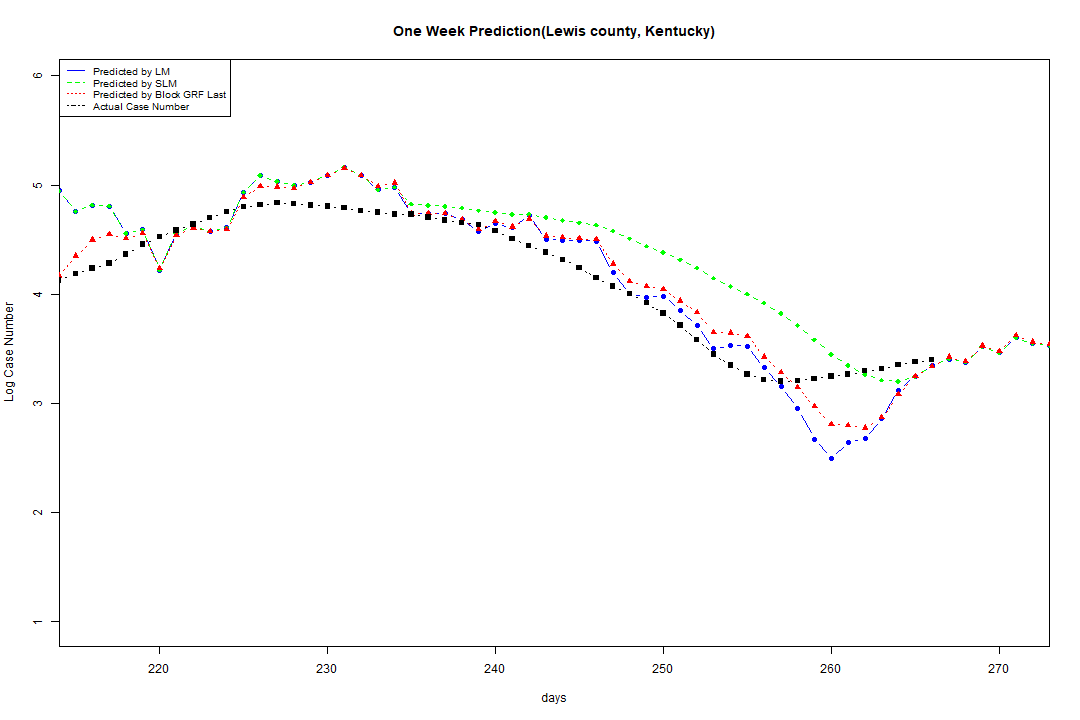 One Week Prediction(Lewis county, Kentucky)
Predicted by LM
Predicted by SLM
Predicted by Block GRF Last
Actual Case Number
6
5
4
3
2
1
Log Case Number
220 230 240 250 260 270
days